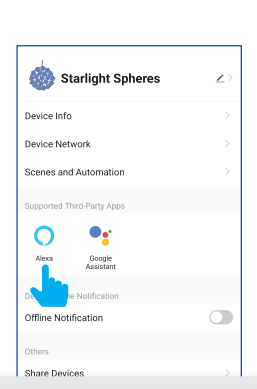 Starlight Spheres
Device Info
Device Network
Scenes and Automation
Supported Third-Party Apps
Alexa
Google
Assistant
Notification
Offline Notification
Others
Share Devices